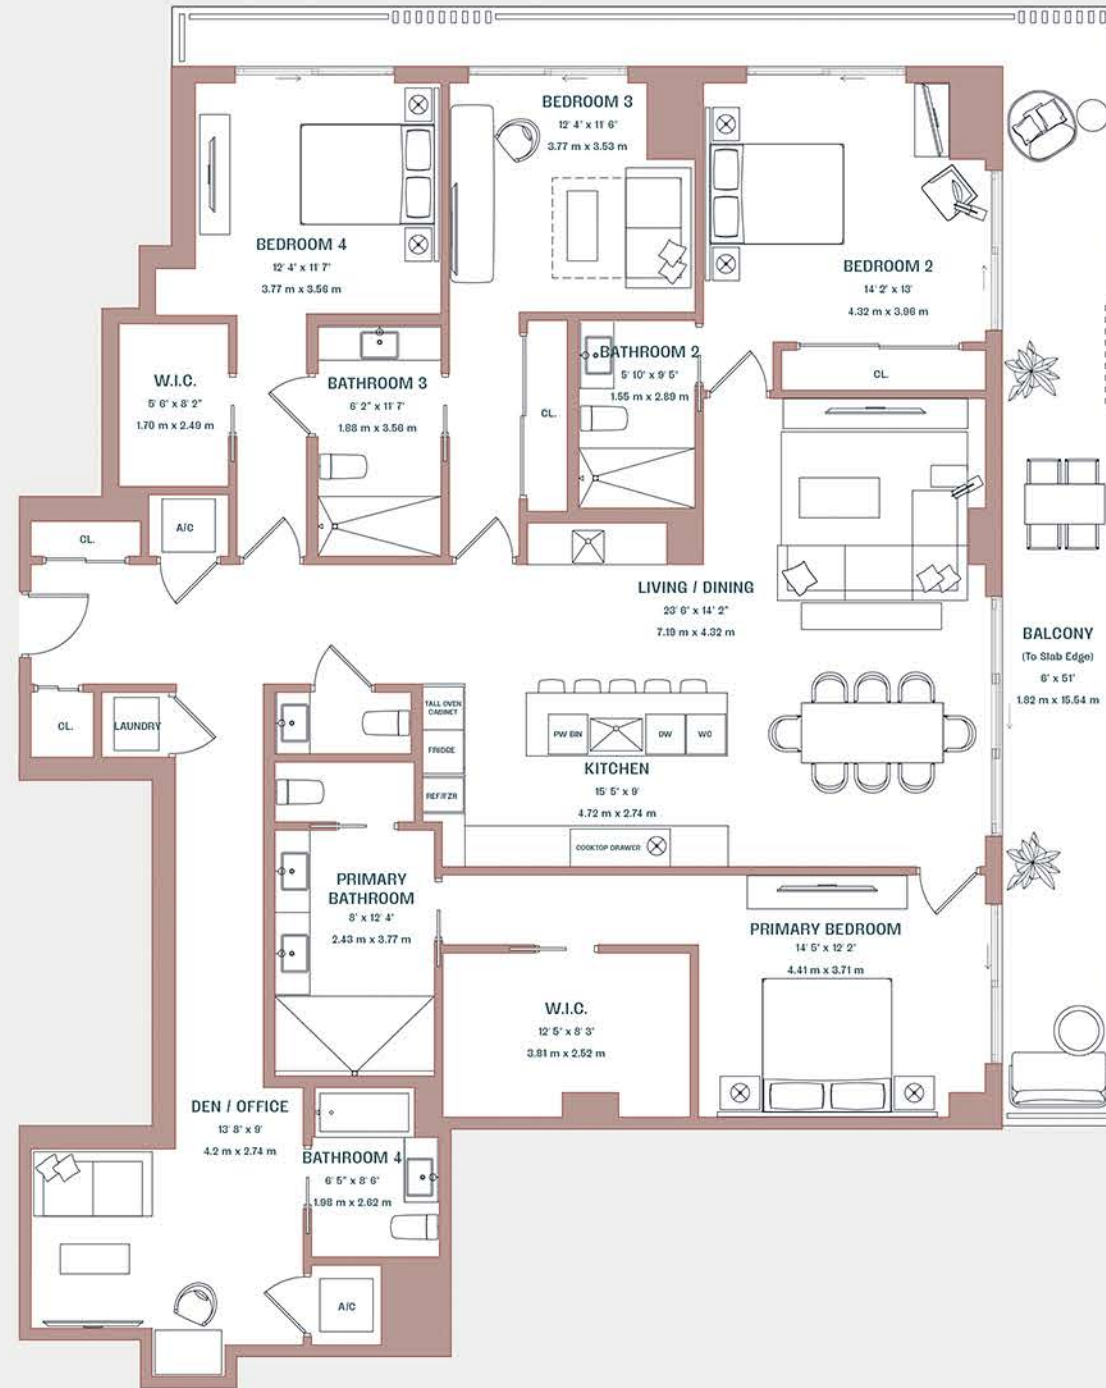 BEDROOM 3
12' 4" x 11' 6"
3.77 m x 3.53 m
BEDROOM 4
12' 4" x 11' 7"
3.77 m x 3.56 m
BEDROOM 2
14' 2" x 13'
4.32 m x 3.96 m
W.I.C.
5' 6" x 8' 2"
1.70 m x 2.49 m
BATHROOM 3
6' 2" x 11' 7"
1.88 m x 3.56 m
CL.
BATHROOM 2
5' 10" x 9' 5"
1.55 m x 2.89 m
CL.
CL.
A/C
LIVING / DINING
23' 6" x 14' 2"
7.19 m x 4.32 m
BALCONY
(To Slab Edge)
6' x 51'
1.82 m x 15.54 m
CL.
LAUNDRY
TALL OVEN
CABINET
FRIDGE
REF/FZR
PW BIN
DW
WC
KITCHEN
15' 5" x 9'
4.72 m x 2.74 m
COOKTOP DRAWER
PRIMARY
BATHROOM
8' x 12' 4"
2.43 m x 3.77 m
PRIMARY BEDROOM
14' 5" x 12' 2"
4.41 m x 3.71 m
W.I.C.
12' 5" x 8' 3"
3.81 m x 2.52 m
DEN / OFFICE
13' 8" x 9'
4.2 m x 2.74 m
BATHROOM 4
6' 5" x 8' 6"
1.98 m x 2.62 m
A/C